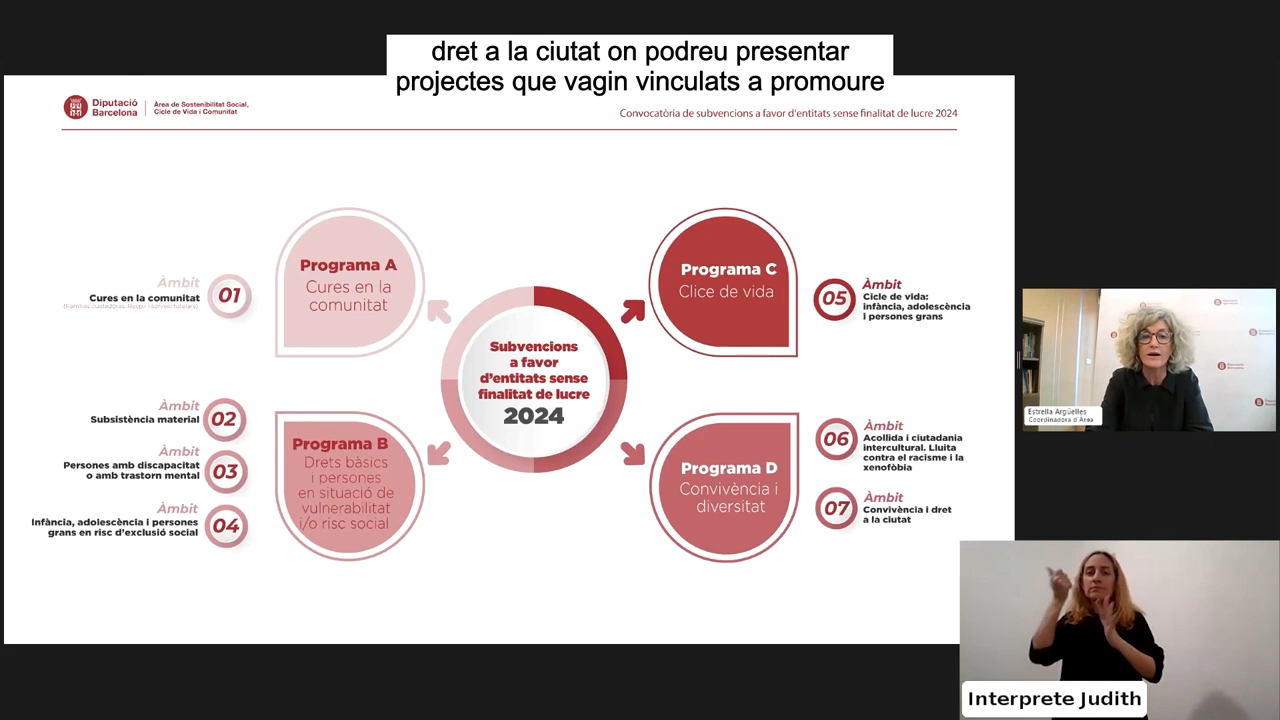 dret a la ciutat on podreu presentar
projectes que vagin vinculats a promoure
Diputació
Barcelona
Àrea de Sostenibilitat Social,
Cicle de Vida i Comunitat
Convocatòria de subvencions a favor d'entitats sense finalitat de lucre 2024
Àmbit
Cures en la comunitat
01
Programa A
Cures en la
comunitat
Programa C
Clice de vida
05
Àmbit
Cicle de vida:
infància, adolescència
i persones grans
Subvencions
a favor
d'entitats sense
finalitat de lucre
2024
Àmbit
Subsistència material
02
Àmbit
Persones amb discapacitat
o amb trastorn mental
03
Àmbit
Infància, adolescència i persones
grans en risc d'exclusió social
04
Programa B
Drets bàsics
i persones
en situació de
vulnerabilitat
i/o risc social
Programa D
Convivència i
diversitat
06
Àmbit
Acollida i ciutadania
intercultural. Lluita
contra el racisme i la
xenofòbia
07
Àmbit
Convivència i dret
a la ciutat
Estrella Argüelles
Coordinadora d'Àrea
Interprete Judith